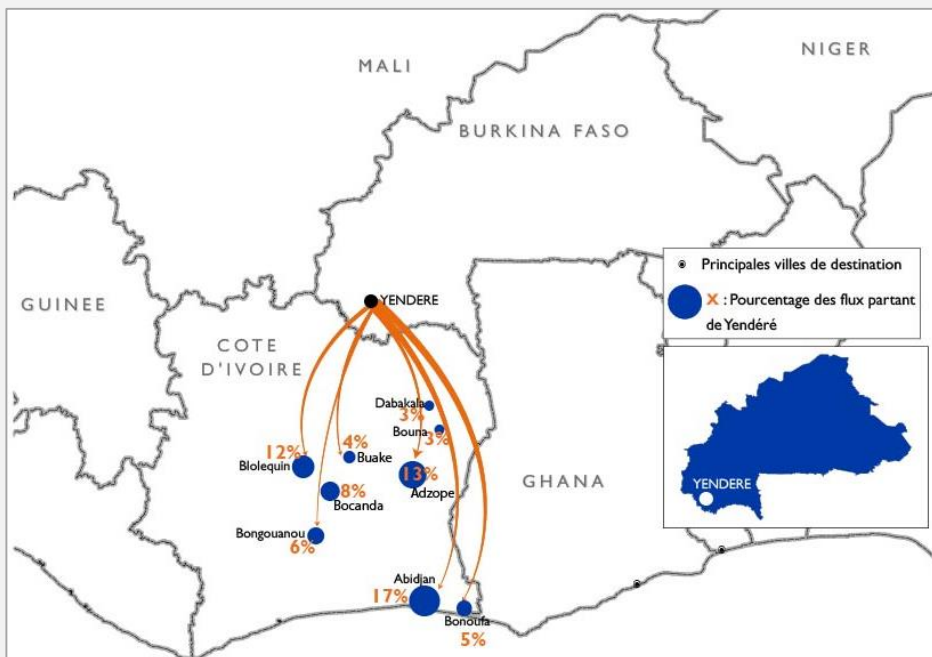 MALI
NIGER
BURKINA FASO
Principales villes de destination
X : Pourcentage des flux partant
de Yendéré
GUINEE
YENDERE
COTE
D'IVOIRE
YENDERE
Dabakala
3%
Bouna
3%
12%
Blolequin
4%
Buake
13%
Adzope
GHANA
8%
Bocanda
Bongouanou
6%
Abidjan
17%
Bonoufa
5%